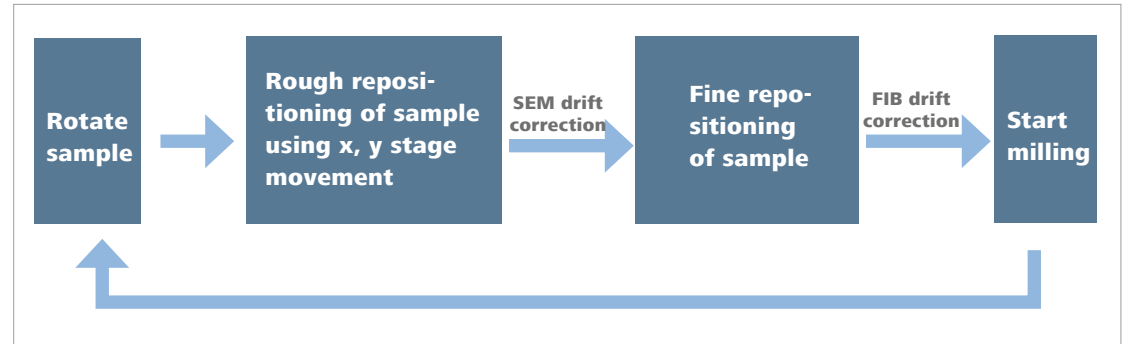 Rotate
sample
Rough reposi-
tioning of sample
using x, y stage
movement
SEM drift
correction
Fine repo-
sitioning
of sample
FIB drift
correction
Start
milling